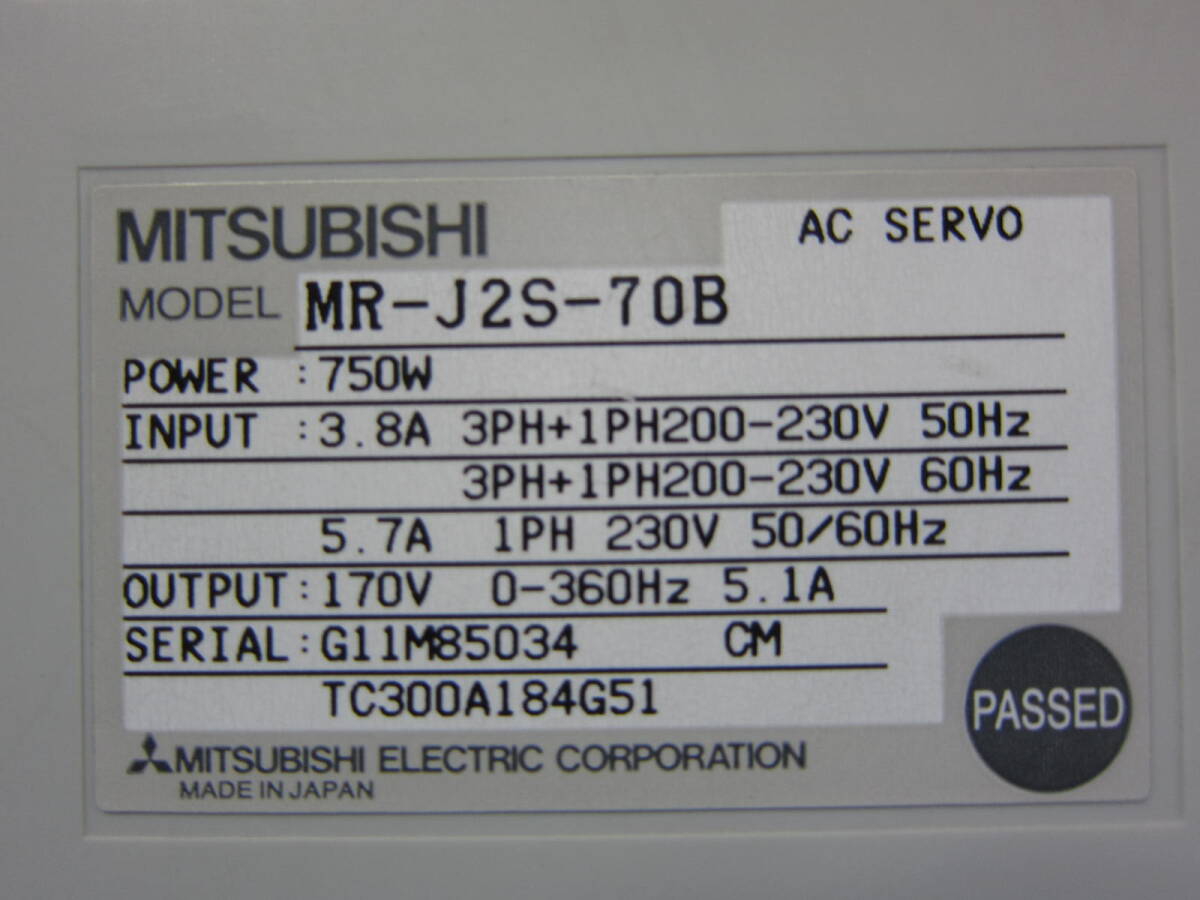 MITSUBISHI AC SERVO
MODEL MR-J2S-70B
POWER :750W
INPUT :3.8A 3PH+1PH200-230V 50Hz
3PH+1PH200-230V 60Hz
5.7A 1PH 230V 50/60Hz
OUTPUT:170V 0-360Hz 5.1A
SERIAL:G11M85034 CM
TC300A184G51
PASSED
MITSUBISHI ELECTRIC CORPORATION
MADE IN JAPAN